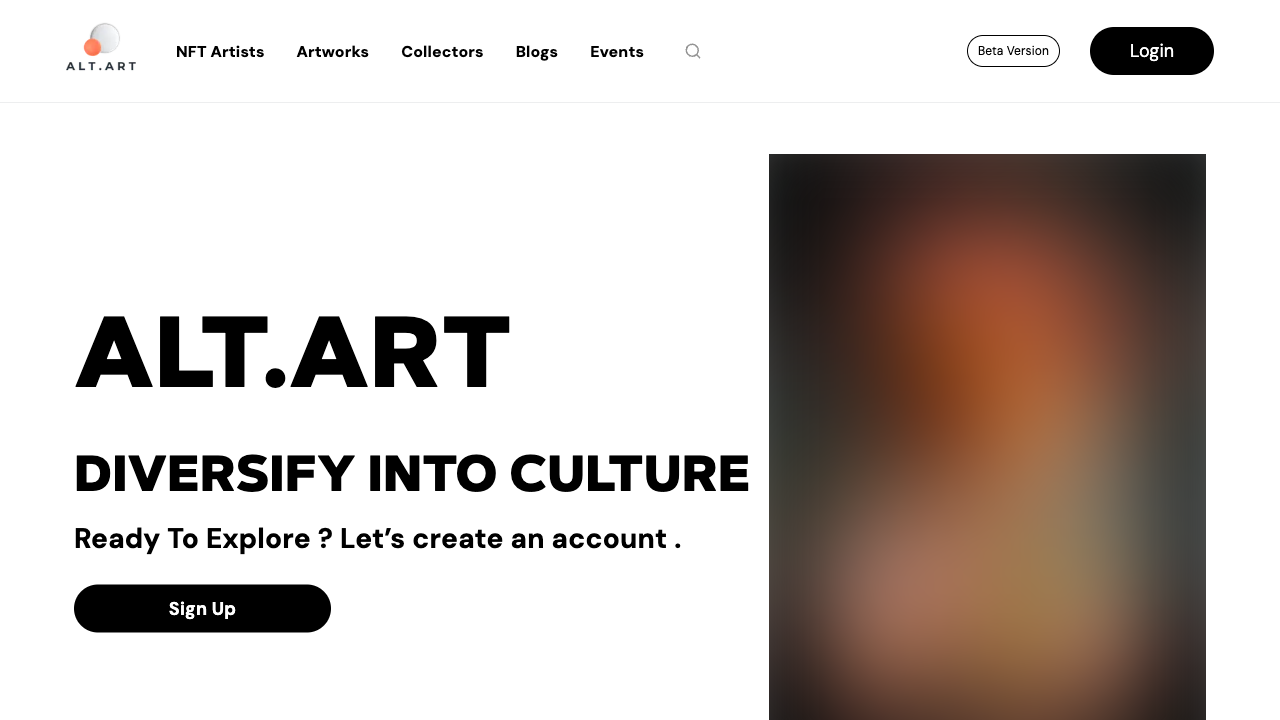 ALT.ART
NFT Artists
Artworks
Collectors
Blogs
Events
Beta Version
Login
ALT.ART
DIVERSIFY INTO CULTURE
Ready To Explore ? Let’s create an account .
Sign Up